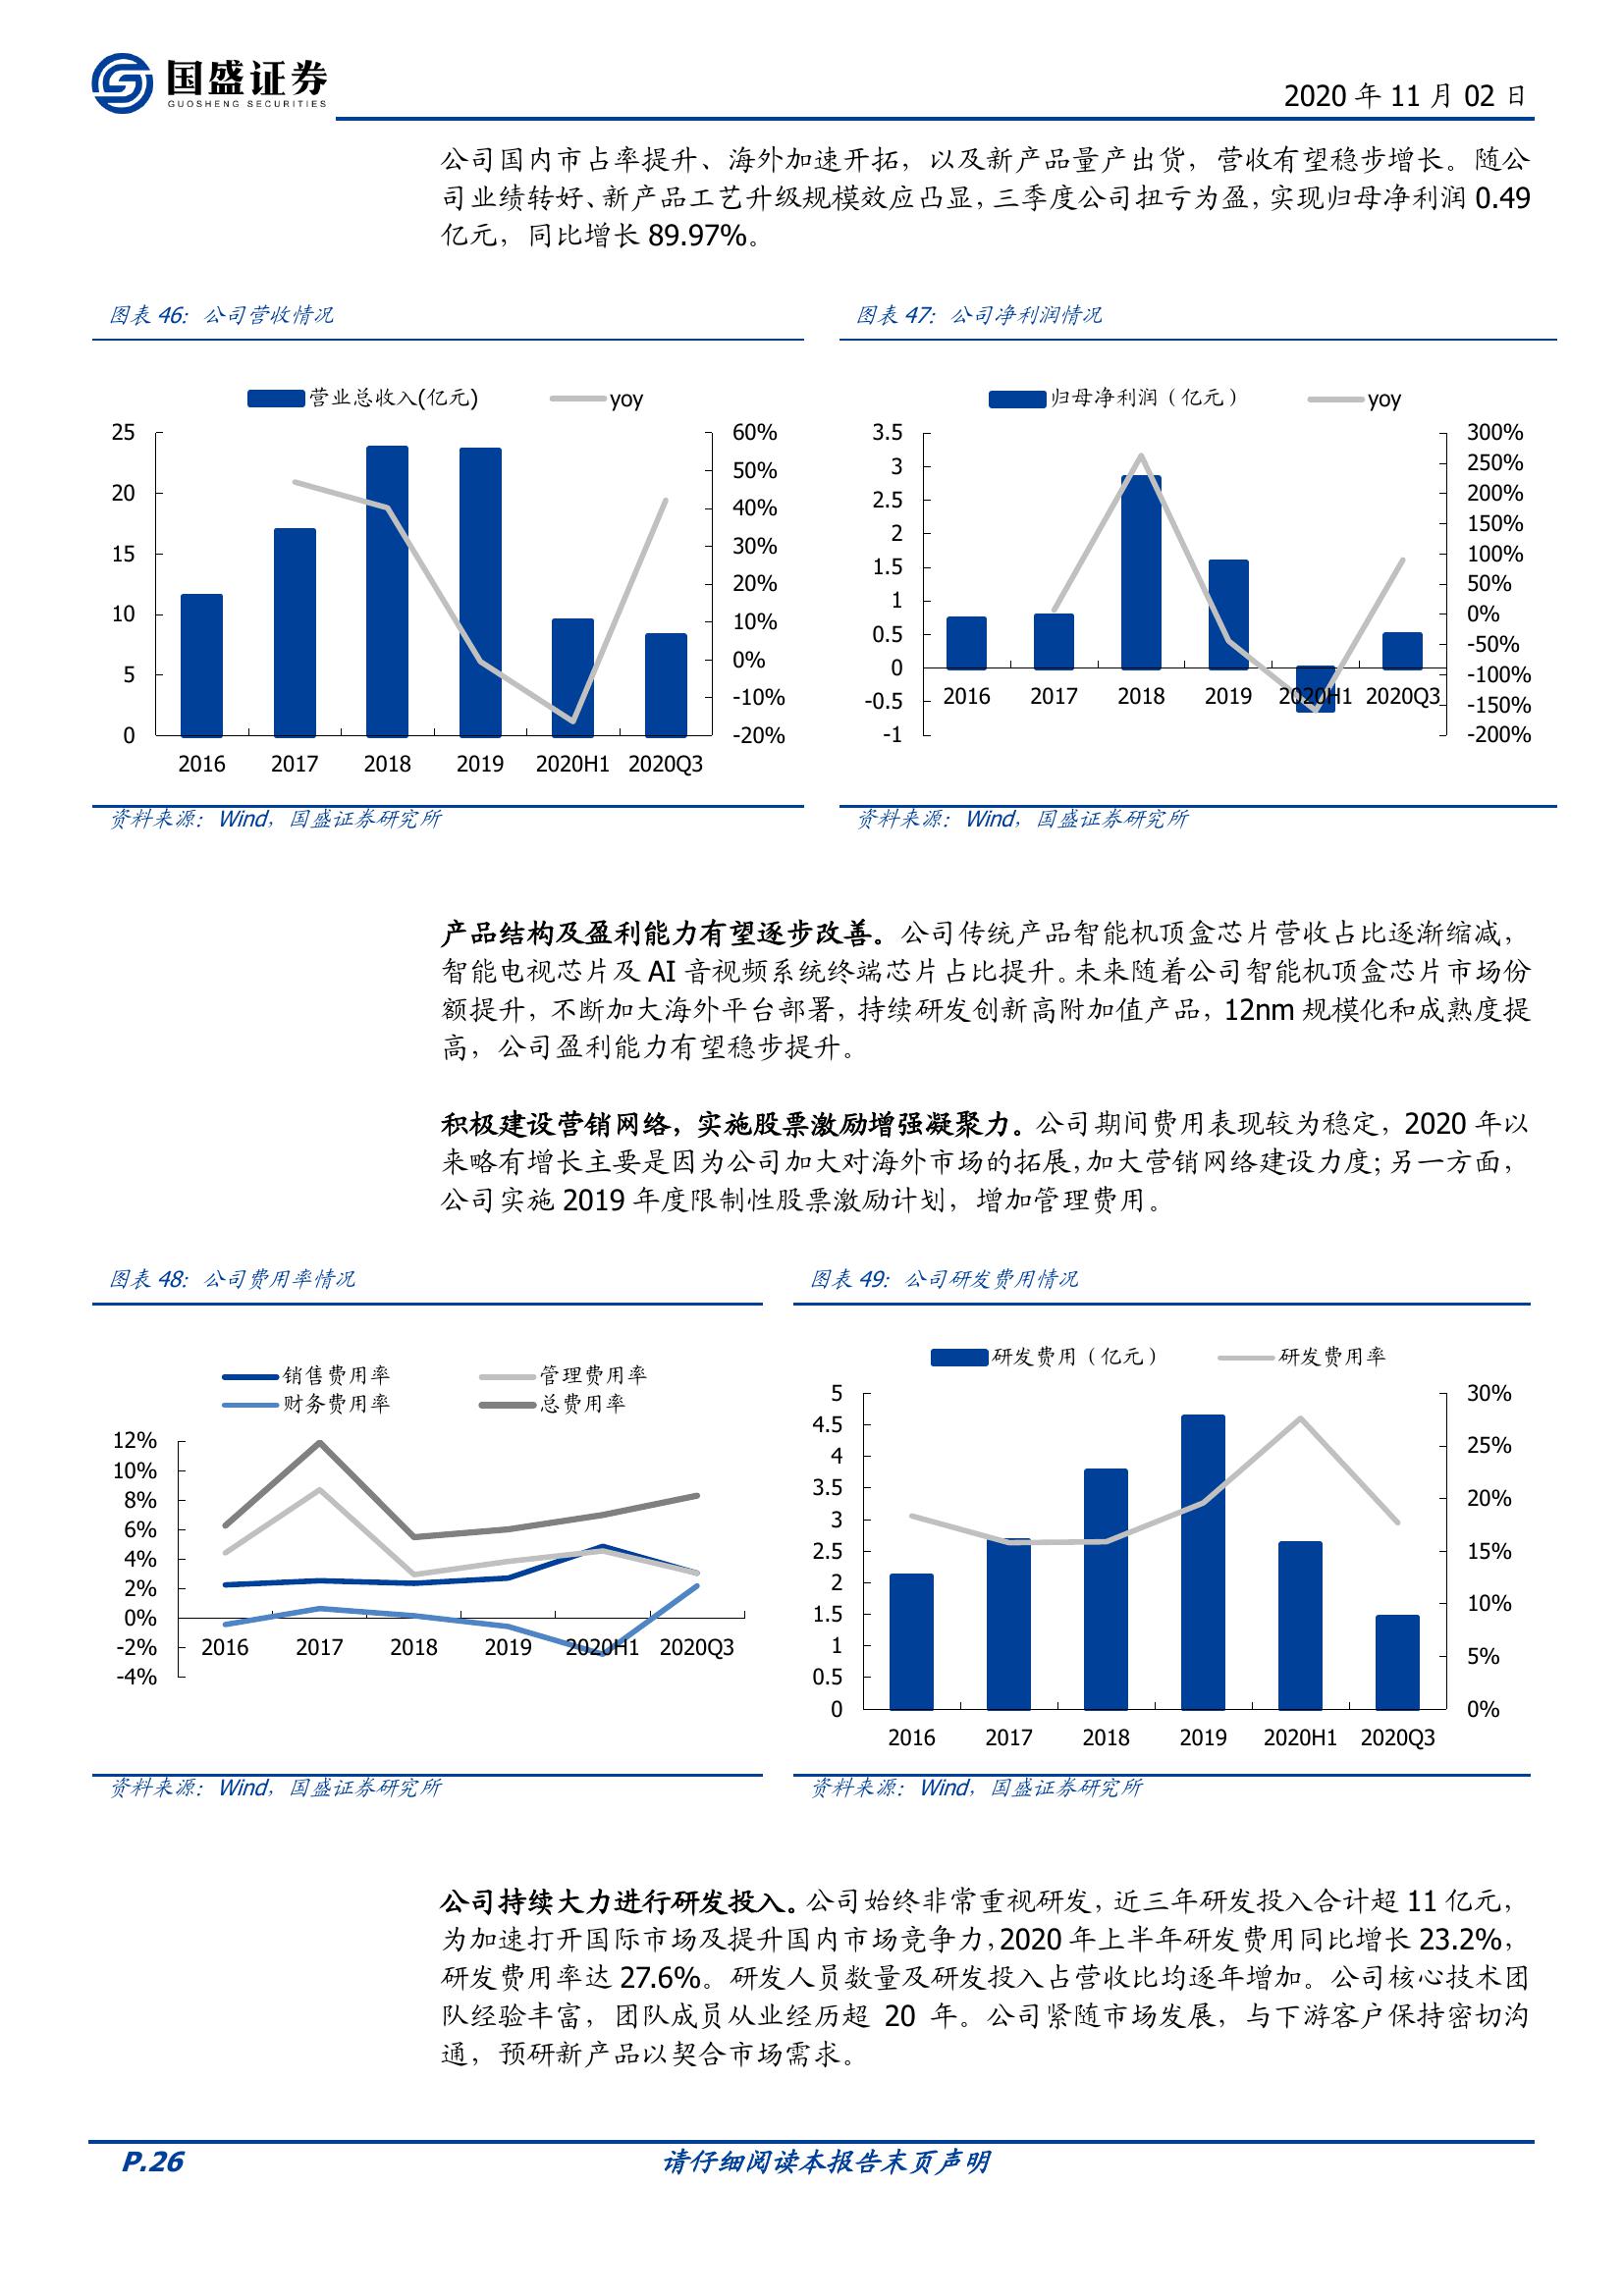 国盛证券
GUOSHENG SECURITIES
2020 年 11 月 02 日
公司国内市占率提升、海外加速开拓，以及新产品量产出货，营收有望稳步增长。随公
司业绩转好、新产品工艺升级规模效应凸显，三季度公司扭亏为盈，实现归母净利润 0.49
亿元，同比增长 89.97%。
图表 46：公司营收情况
营业总收入(亿元) yoy
25
20
15
10
5
0
60%
50%
40%
30%
20%
10%
0%
-10%
-20%
2016 2017 2018 2019 2020H1 2020Q3
资料来源：Wind，国盛证券研究所
图表 47：公司净利润情况
归母净利润（亿元） yoy
3.5
3
2.5
2
1.5
1
0.5
0
-0.5
-1
300%
250%
200%
150%
100%
50%
0%
-50%
-100%
-150%
-200%
2016 2017 2018 2019 2020H1 2020Q3
资料来源：Wind，国盛证券研究所
产品结构及盈利能力有望逐步改善。公司传统产品智能机顶盒芯片营收占比逐渐缩减，
智能电视芯片及 AI 音视频系统终端芯片占比提升。未来随着公司智能机顶盒芯片市场份
额提升，不断加大海外平台部署，持续研发创新高附加值产品，12nm 规模化和成熟度提
高，公司盈利能力有望稳步提升。
积极建设营销网络，实施股票激励增强凝聚力。公司期间费用表现较为稳定，2020 年以
来略有增长主要是因为公司加大对海外市场的拓展，加大营销网络建设力度；另一方面，
公司实施 2019 年度限制性股票激励计划，增加管理费用。
图表 48：公司费用率情况
销售费用率 管理费用率
财务费用率 总费用率
12%
10%
8%
6%
4%
2%
0%
-2%
-4%
2016 2017 2018 2019 2020H1 2020Q3
资料来源：Wind，国盛证券研究所
图表 49：公司研发费用情况
研发费用（亿元） 研发费用率
5
4.5
4
3.5
3
2.5
2
1.5
1
0.5
0
30%
25%
20%
15%
10%
5%
0%
2016 2017 2018 2019 2020H1 2020Q3
资料来源：Wind，国盛证券研究所
公司持续大力进行研发投入。公司始终非常重视研发，近三年研发投入合计超 11 亿元，
为加速打开国际市场及提升国内市场竞争力，2020 年上半年研发费用同比增长 23.2%，
研发费用率达 27.6%。研发人员数量及研发投入占营收比均逐年增加。公司核心技术团
队经验丰富，团队成员从业经历超 20 年。公司紧随市场发展，与下游客户保持密切沟
通，预研新产品以契合市场需求。
P.26 请仔细阅读本报告末页声明